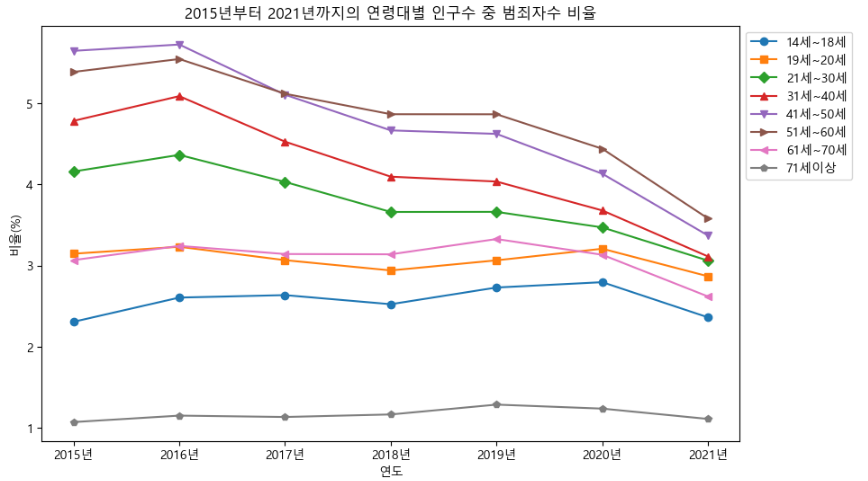 2015년부터 2021년까지의 연령대별 인구수 중 범죄자수 비율
비율(%)
5
4
3
2
1
2015년 2016년 2017년 2018년 2019년 2020년 2021년
연도
14세~18세
19세~20세
21세~30세
31세~40세
41세~50세
51세~60세
61세~70세
71세이상